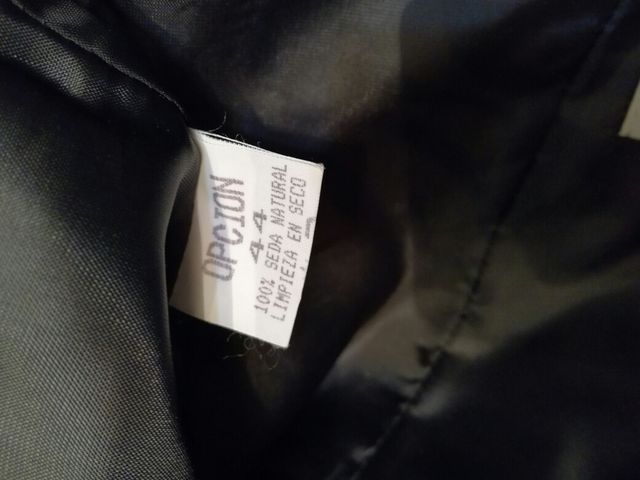 OPCION
44
100% SEDA NATURAL
LIMPIEZA EN SECO